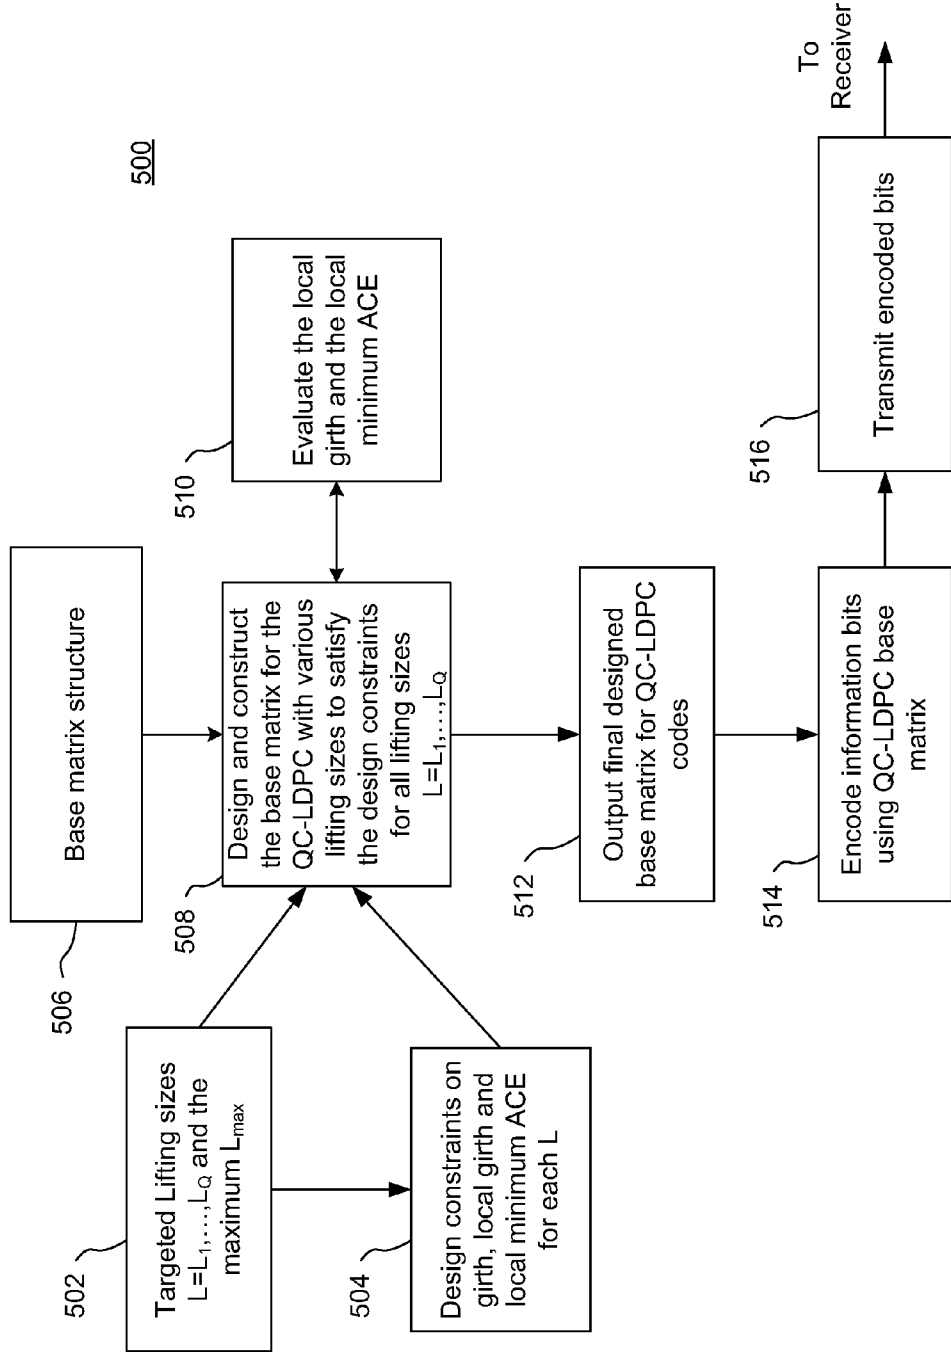 500
502
Targeted Lifting sizes
L=L₁,...,L_Q and the
maximum L_max
504
Design constraints on
girth, local girth and
local minimum ACE
for each L
506
Base matrix structure
508
Design and construct
the base matrix for the
QC-LDPC with various
lifting sizes to satisfy
the design constraints
for all lifting sizes
L=L₁,...,L_Q
510
Evaluate the local
girth and the local
minimum ACE
512
Output final designed
base matrix for QC-LDPC
codes
514
Encode information bits
using QC-LDPC base
matrix
516
Transmit encoded bits
To
Receiver